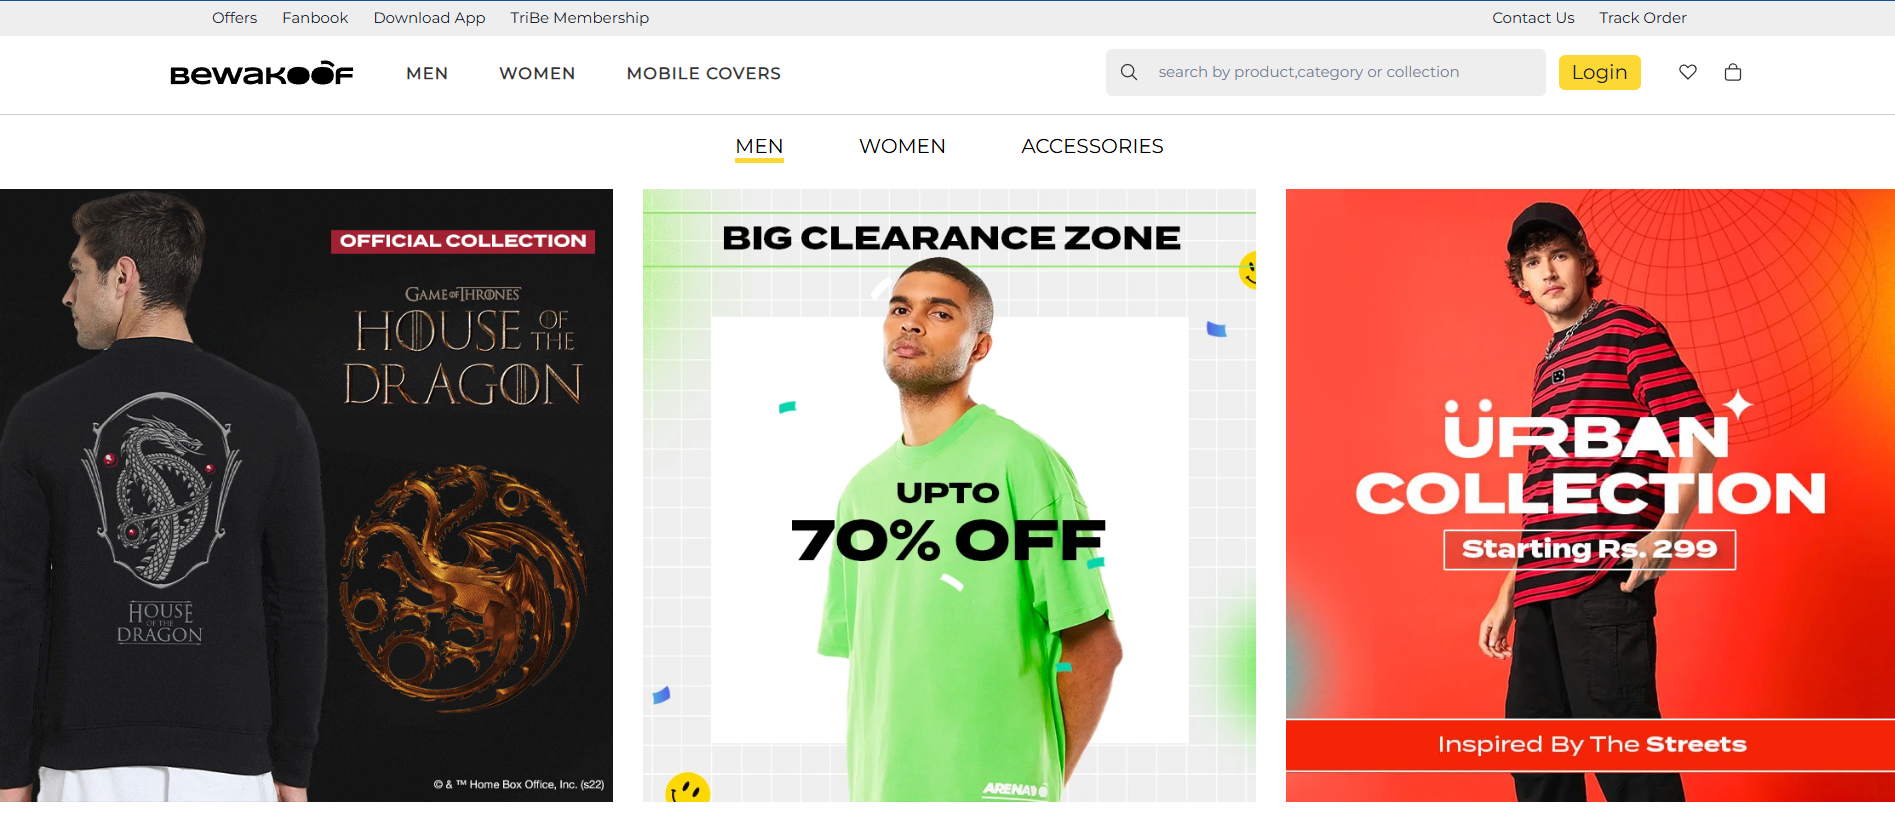 Offers Fanbook Download App TriBe Membership Contact Us Track Order
BEWAKOOF MEN WOMEN MOBILE COVERS search by product,category or collection Login
MEN WOMEN ACCESSORIES
OFFICIAL COLLECTION
GAME OF THRONES
HOUSE OF THE
DRAGON
HOUSE
OF THE
DRAGON
© & ™ Home Box Office, Inc. (s22)
BIG CLEARANCE ZONE
UPTO
70% OFF
ARENA
URBAN
COLLECTION
Starting Rs. 299
Inspired By The Streets
B